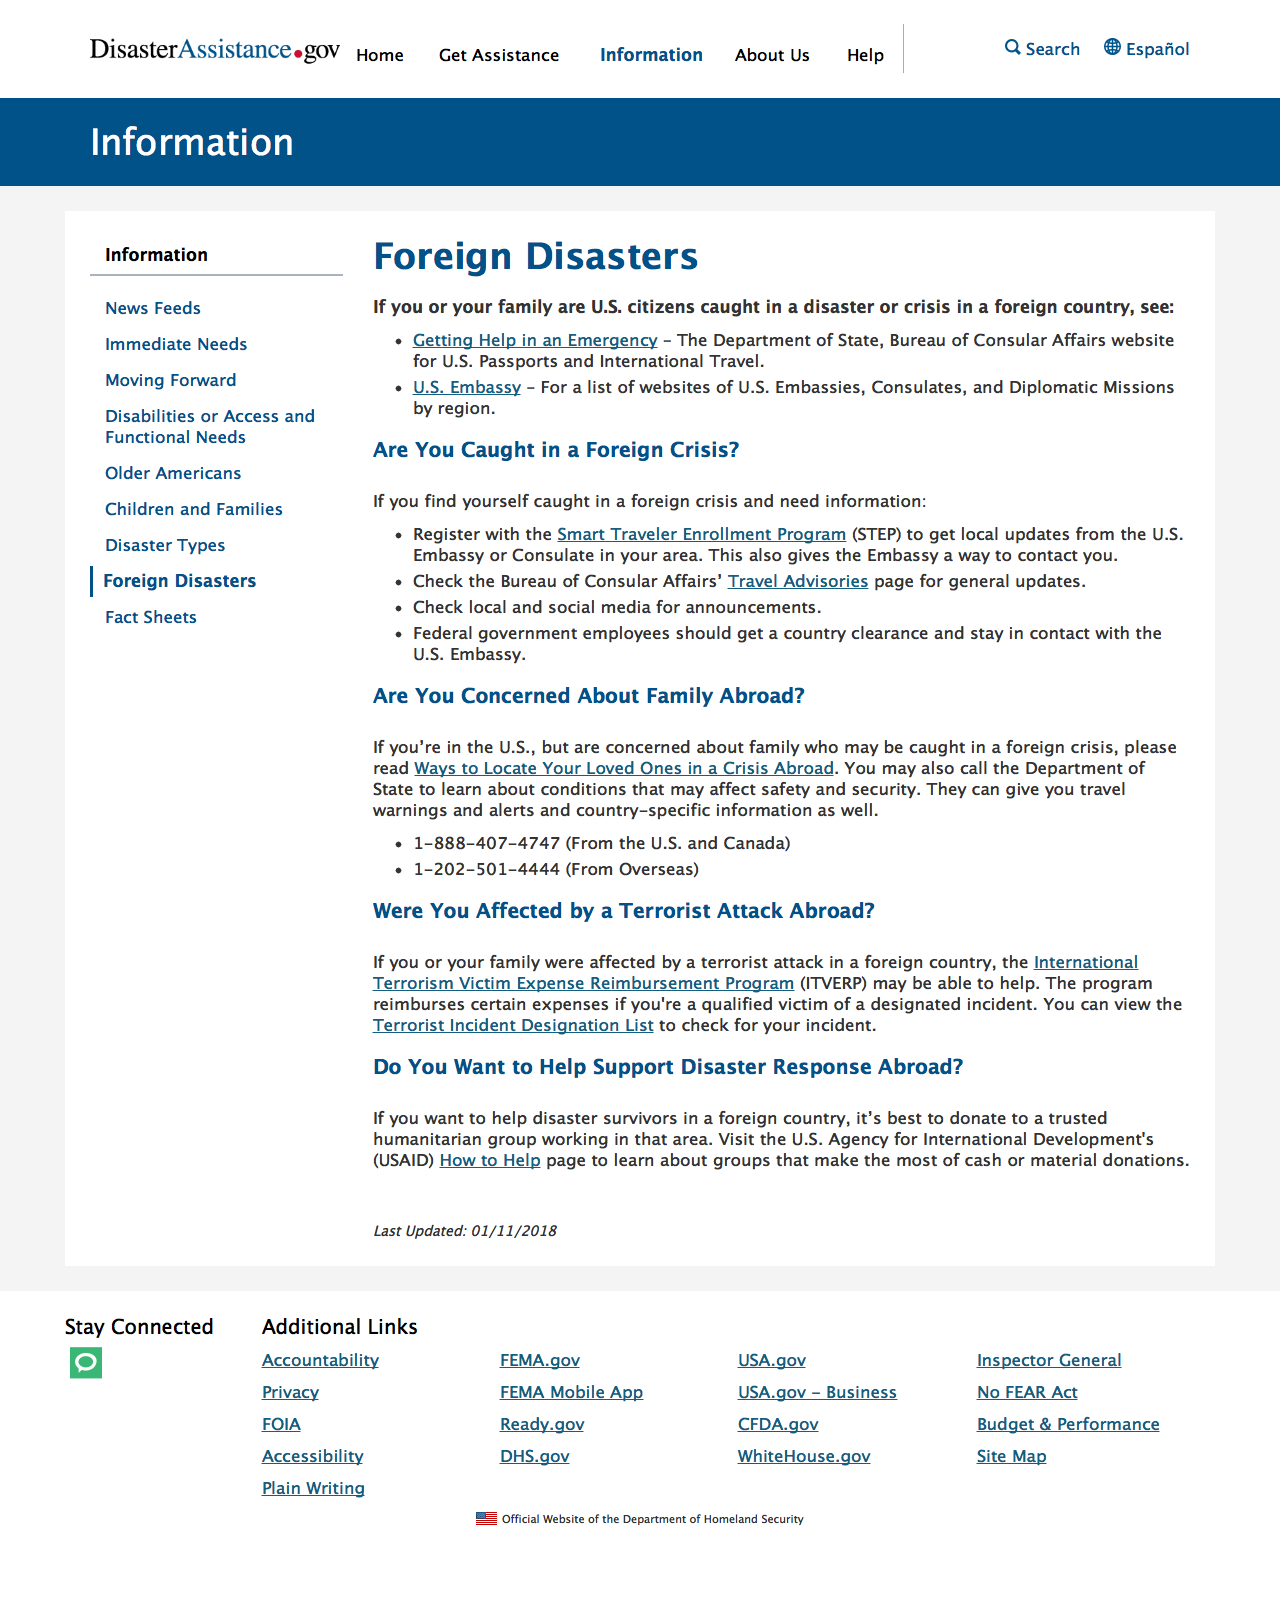 DisasterAssistance.gov
Home
Get Assistance
Information
About Us
Help
Search
Español
Information
Information
News Feeds
Immediate Needs
Moving Forward
Disabilities or Access and
Functional Needs
Older Americans
Children and Families
Disaster Types
Foreign Disasters
Fact Sheets
Foreign Disasters
If you or your family are U.S. citizens caught in a disaster or crisis in a foreign country, see:
• Getting Help in an Emergency – The Department of State, Bureau of Consular Affairs website
for U.S. Passports and International Travel.
• U.S. Embassy – For a list of websites of U.S. Embassies, Consulates, and Diplomatic Missions
by region.
Are You Caught in a Foreign Crisis?
If you find yourself caught in a foreign crisis and need information:
• Register with the Smart Traveler Enrollment Program (STEP) to get local updates from the U.S.
Embassy or Consulate in your area. This also gives the Embassy a way to contact you.
• Check the Bureau of Consular Affairs’ Travel Advisories page for general updates.
• Check local and social media for announcements.
• Federal government employees should get a country clearance and stay in contact with the
U.S. Embassy.
Are You Concerned About Family Abroad?
If you’re in the U.S., but are concerned about family who may be caught in a foreign crisis, please
read Ways to Locate Your Loved Ones in a Crisis Abroad. You may also call the Department of
State to learn about conditions that may affect safety and security. They can give you travel
warnings and alerts and country-specific information as well.
• 1-888-407-4747 (From the U.S. and Canada)
• 1-202-501-4444 (From Overseas)
Were You Affected by a Terrorist Attack Abroad?
If you or your family were affected by a terrorist attack in a foreign country, the International
Terrorism Victim Expense Reimbursement Program (ITVERP) may be able to help. The program
reimburses certain expenses if you're a qualified victim of a designated incident. You can view the
Terrorist Incident Designation List to check for your incident.
Do You Want to Help Support Disaster Response Abroad?
If you want to help disaster survivors in a foreign country, it’s best to donate to a trusted
humanitarian group working in that area. Visit the U.S. Agency for International Development's
(USAID) How to Help page to learn about groups that make the most of cash or material donations.
Last Updated: 01/11/2018
Stay Connected
Additional Links
Accountability
Privacy
FOIA
Accessibility
Plain Writing
FEMA.gov
FEMA Mobile App
Ready.gov
DHS.gov
USA.gov
USA.gov - Business
CFDA.gov
WhiteHouse.gov
Inspector General
No FEAR Act
Budget & Performance
Site Map
Official Website of the Department of Homeland Security